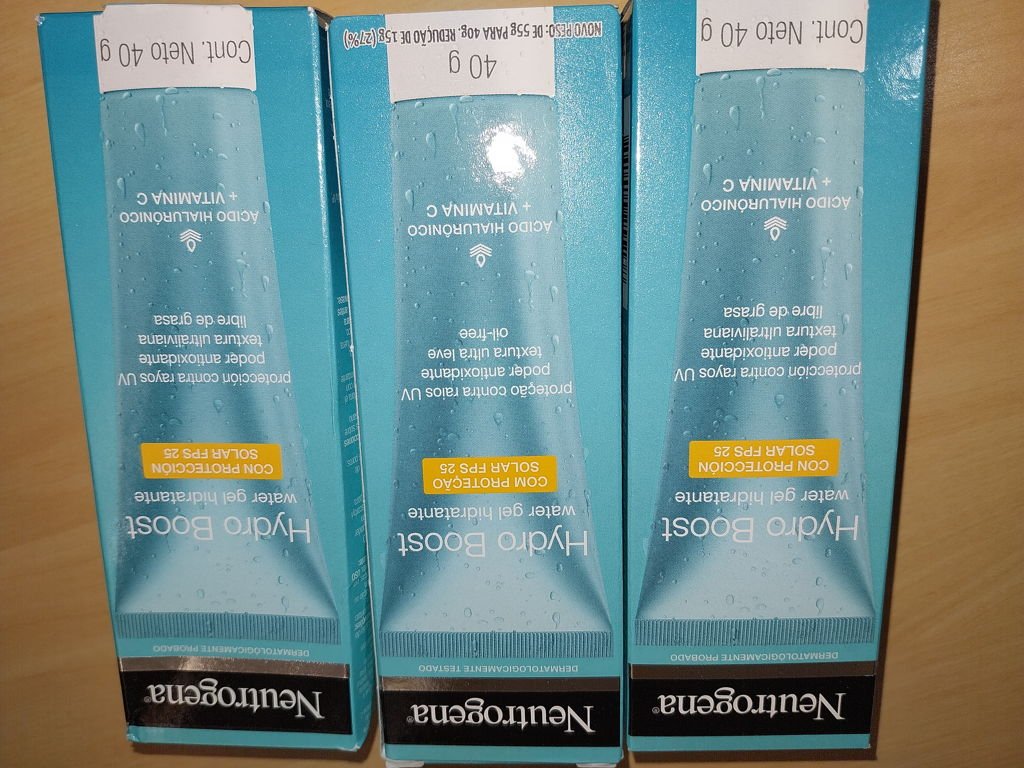 Neutrogena®
DERMATOLÓGICAMENTE PROBADO
Hydro Boost
water gel hidratante
CON PROTECCIÓN
SOLAR FPS 25
protección contra rayos UV
poder antioxidante
textura ultraliviana
libre de grasa
ÁCIDO HIALURÓNICO
+ VITAMINA C
Cont. Neto 40 g
Neutrogena®
DERMATOLOGICAMENTE TESTADO
Hydro Boost
water gel hidratante
COM PROTEÇÃO
SOLAR FPS 25
proteção contra raios UV
poder antioxidante
textura ultra leve
oil-free
ÁCIDO HIALURÓNICO
+ VITAMINA C
40 g
NOVO PESO: DE 55g PARA 40g. REDUÇÃO DE 15g (27%)
Neutrogena®
DERMATOLÓGICAMENTE PROBADO
Hydro Boost
water gel hidratante
CON PROTECCIÓN
SOLAR FPS 25
protección contra rayos UV
poder antioxidante
textura ultraliviana
libre de grasa
ÁCIDO HIALURÓNICO
+ VITAMINA C
Cont. Neto 40 g